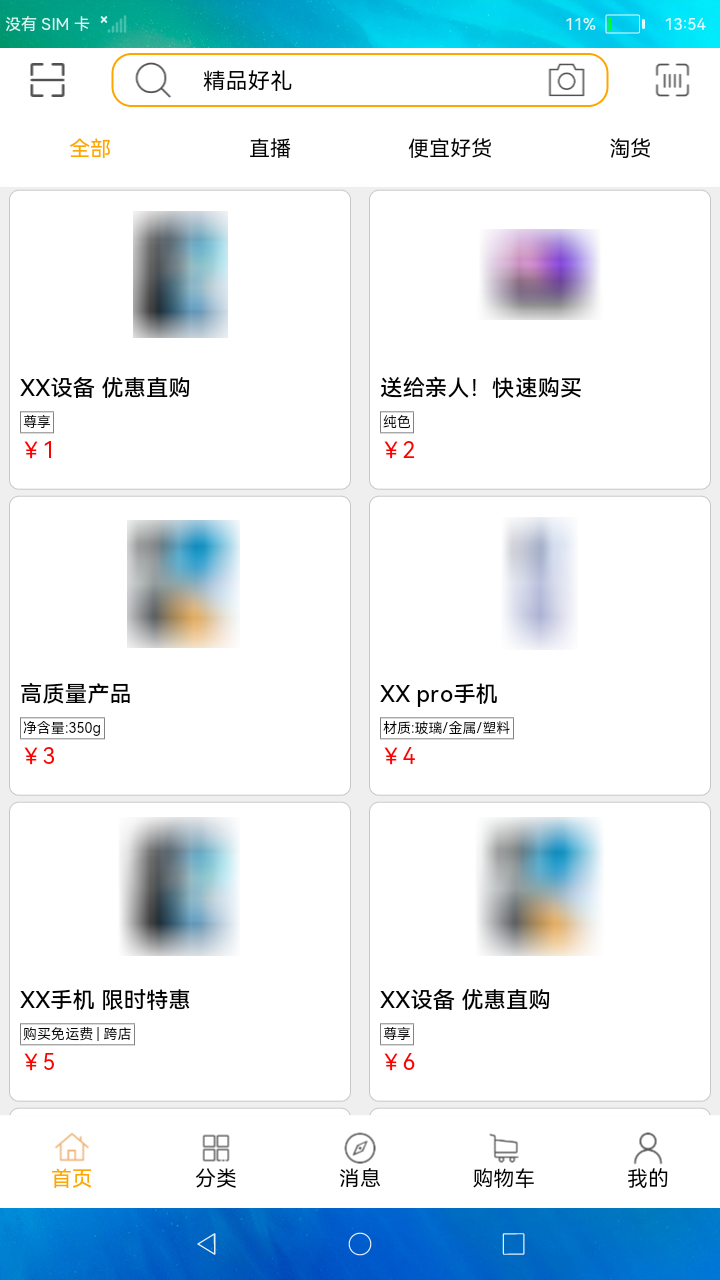 没有 SIM 卡
11%
13:54
精品好礼
全部 直播 便宜好货 淘货
XX设备 优惠直购
尊享
￥1
送给亲人！快速购买
纯色
￥2
高质量产品
净含量:350g
￥3
XX pro手机
材质:玻璃/金属/塑料
￥4
XX手机 限时特惠
购买免运费 | 跨店
￥5
XX设备 优惠直购
尊享
￥6
首页 分类 消息 购物车 我的